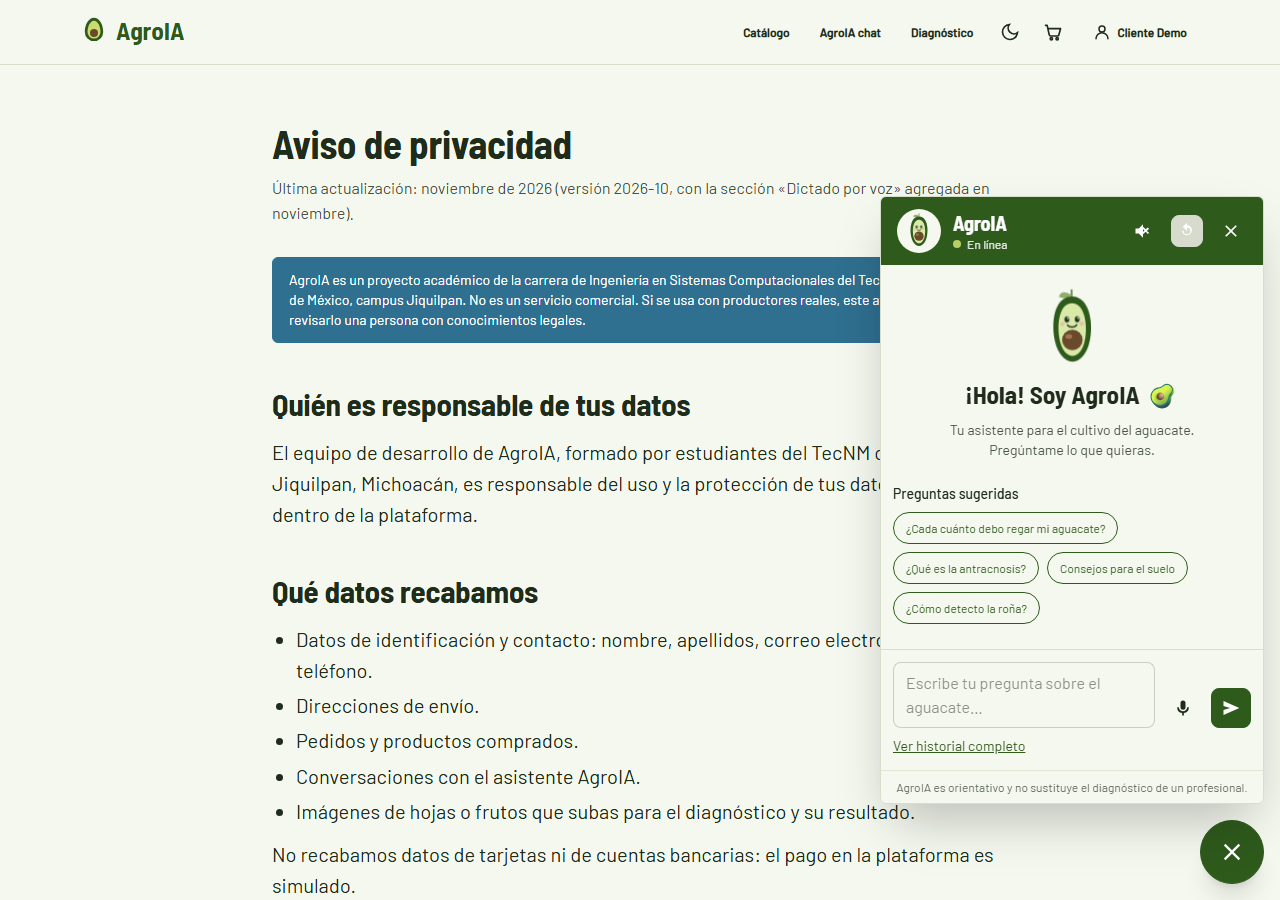 AgroIA
Catálogo
AgroIA chat
Diagnóstico
Cliente Demo
Aviso de privacidad
Última actualización: noviembre de 2026 (versión 2026-10, con la sección «Dictado por voz» agregada en
noviembre).
AgroIA es un proyecto académico de la carrera de Ingeniería en Sistemas Computacionales del Tec
de México, campus Jiquilpan. No es un servicio comercial. Si se usa con productores reales, este a
revisarlo una persona con conocimientos legales.
Quién es responsable de tus datos
El equipo de desarrollo de AgroIA, formado por estudiantes del TecNM
Jiquilpan, Michoacán, es responsable del uso y la protección de tus dat
dentro de la plataforma.
Qué datos recabamos
Datos de identificación y contacto: nombre, apellidos, correo electr
teléfono.
Direcciones de envío.
Pedidos y productos comprados.
Conversaciones con el asistente AgroIA.
Imágenes de hojas o frutos que subas para el diagnóstico y su resultado.
No recabamos datos de tarjetas ni de cuentas bancarias: el pago en la plataforma es
simulado.
AgroIA
En línea
¡Hola! Soy AgroIA
Tu asistente para el cultivo del aguacate.
Pregúntame lo que quieras.
Preguntas sugeridas
¿Cada cuánto debo regar mi aguacate?
¿Qué es la antracnosis?
Consejos para el suelo
¿Cómo detecto la roña?
Escribe tu pregunta sobre el
aguacate...
Ver historial completo
AgroIA es orientativo y no sustituye el diagnóstico de un profesional.